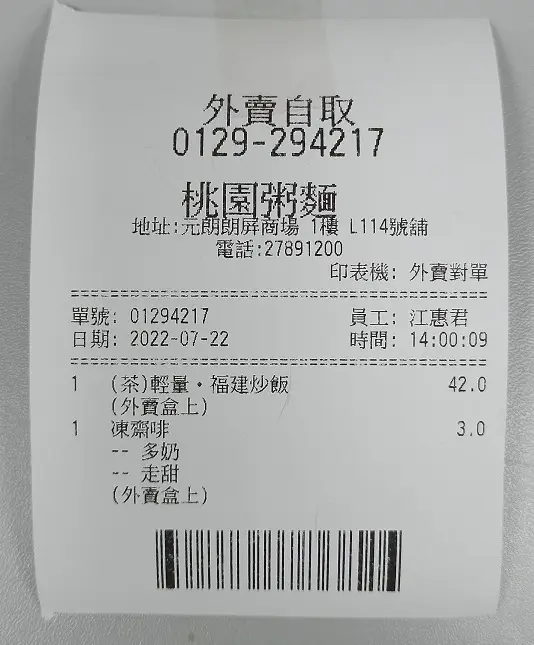 外賣自取
0129-294217
桃園粥麵
地址:元朗朗屏商場 1樓 L114號舖
電話:27891200
印表機: 外賣對單
單號: 01294217 員工: 江惠君
日期: 2022-07-22 時間: 14:00:09
1 (茶)輕量·福建炒飯 42.0
(外賣盒上)
1 凍齋啡 3.0
-- 多奶
-- 走甜
(外賣盒上)